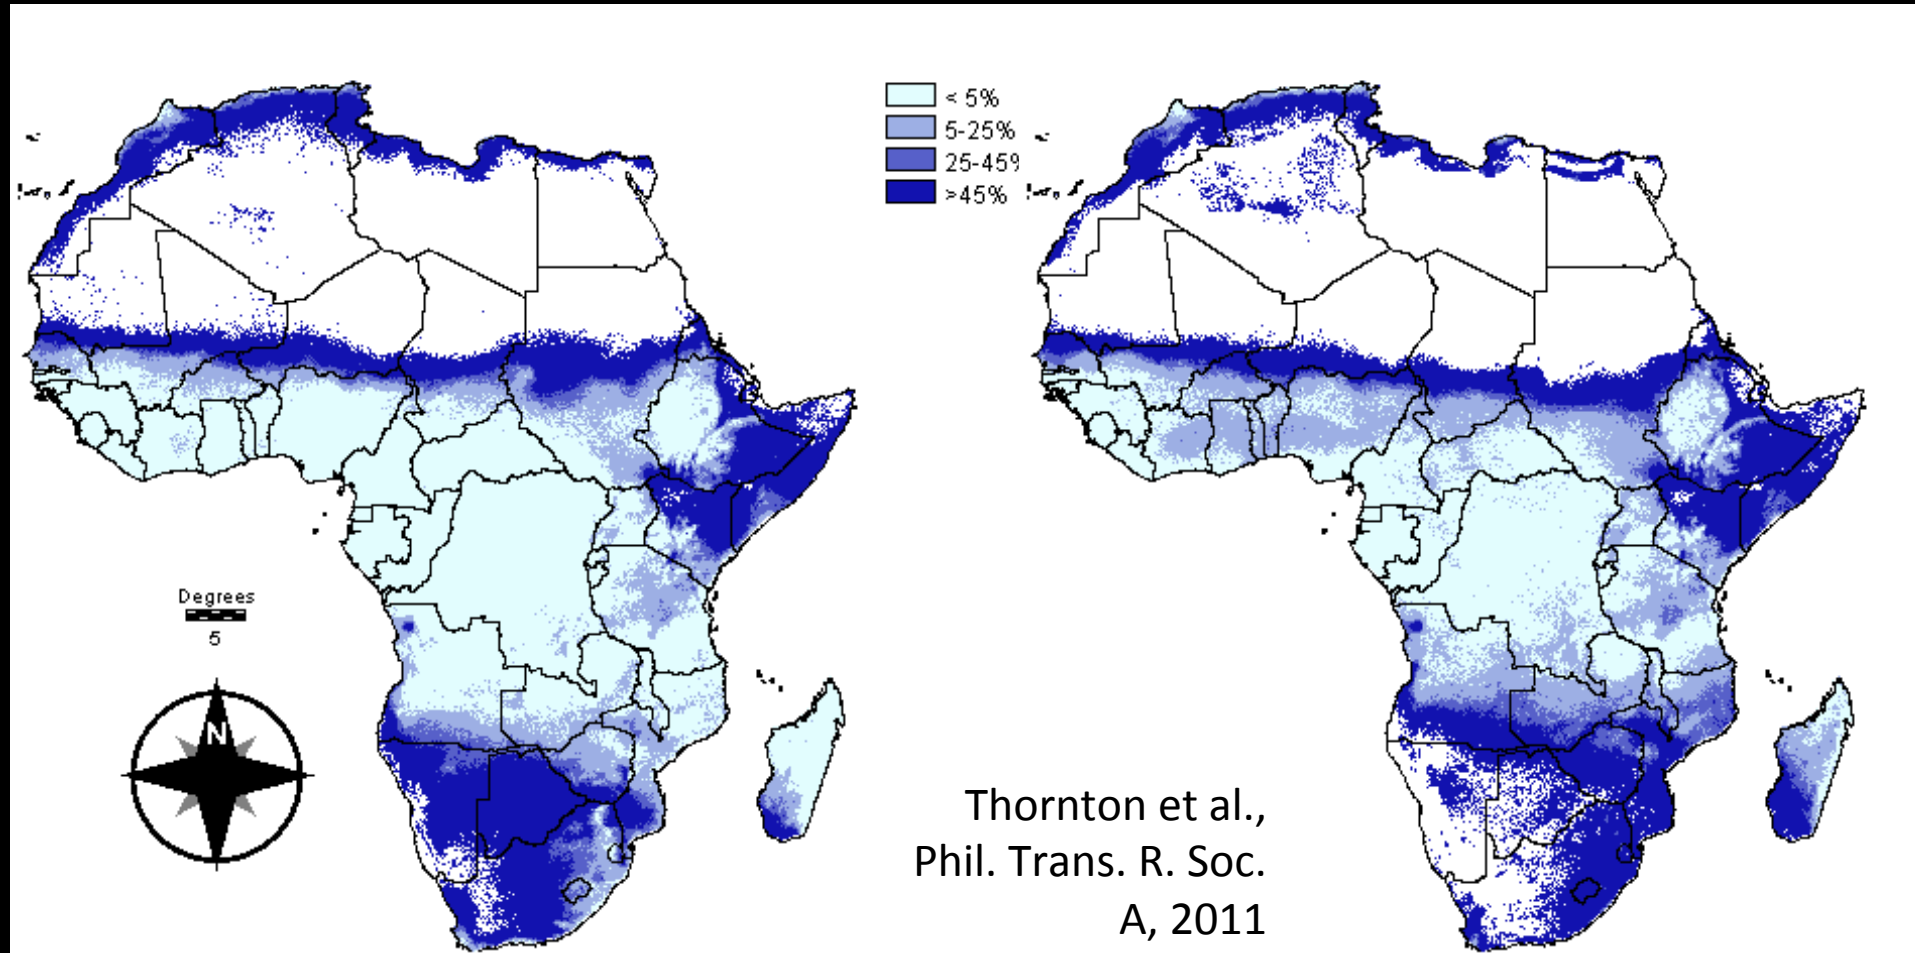 < 5%
5-25%
25-45%
>45%
Degrees
5
N
Thornton et al.,
Phil. Trans. R. Soc.
A, 2011